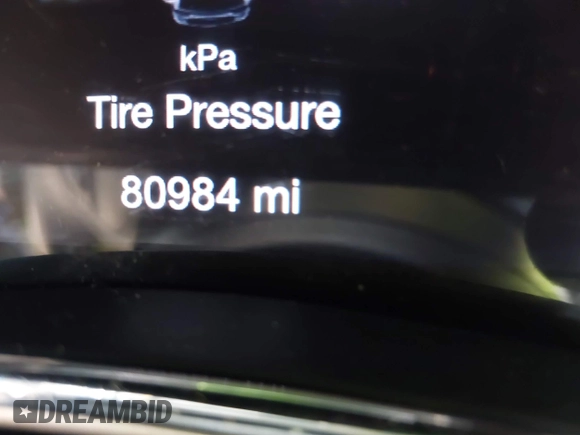 kPa
Tire Pressure
80984 mi
DREAMBID